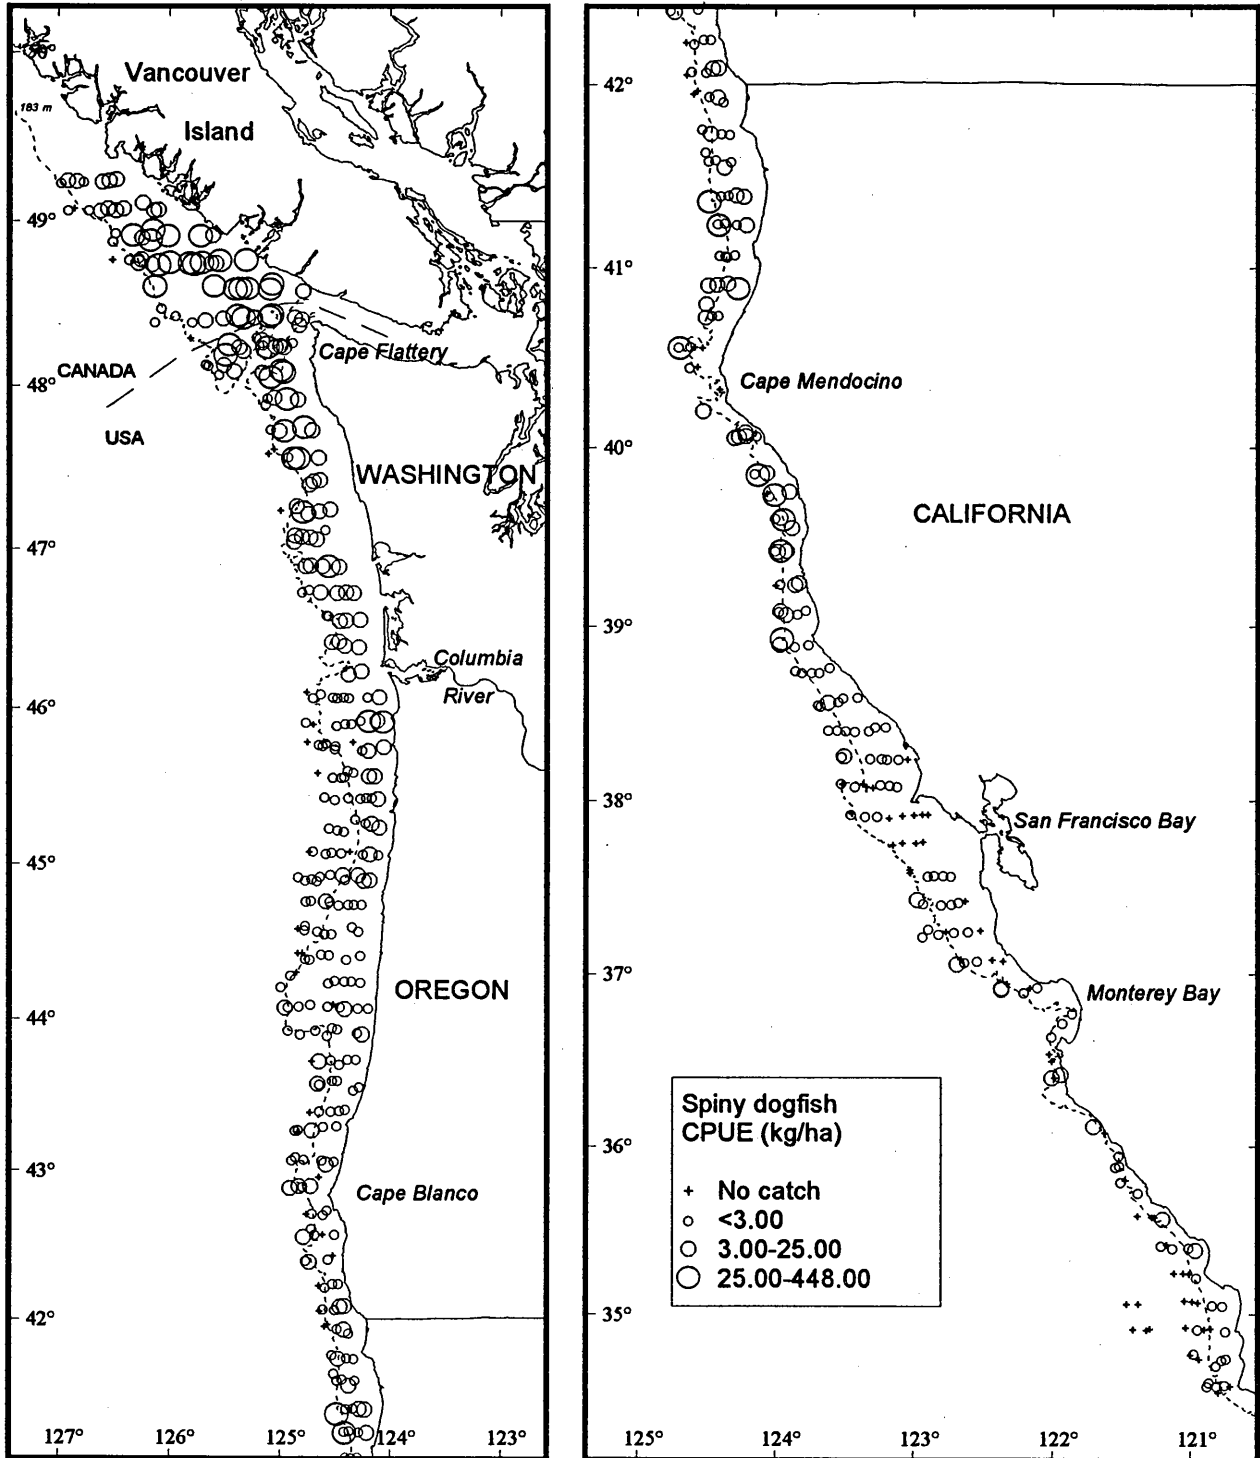 Vancouver
Island
183 m
49°
CANADA
USA
Cape Flattery
48°
WASHINGTON
47°
Columbia
River
46°
45°
OREGON
44°
43°
Cape Blanco
42°
127°
126°
125°
124°
123°
42°
41°
Cape Mendocino
40°
CALIFORNIA
39°
38°
San Francisco Bay
37°
Monterey Bay
36°
35°
Spiny dogfish
CPUE (kg/ha)
+ No catch
<3.00
3.00-25.00
25.00-448.00
125°
124°
123°
122°
121°